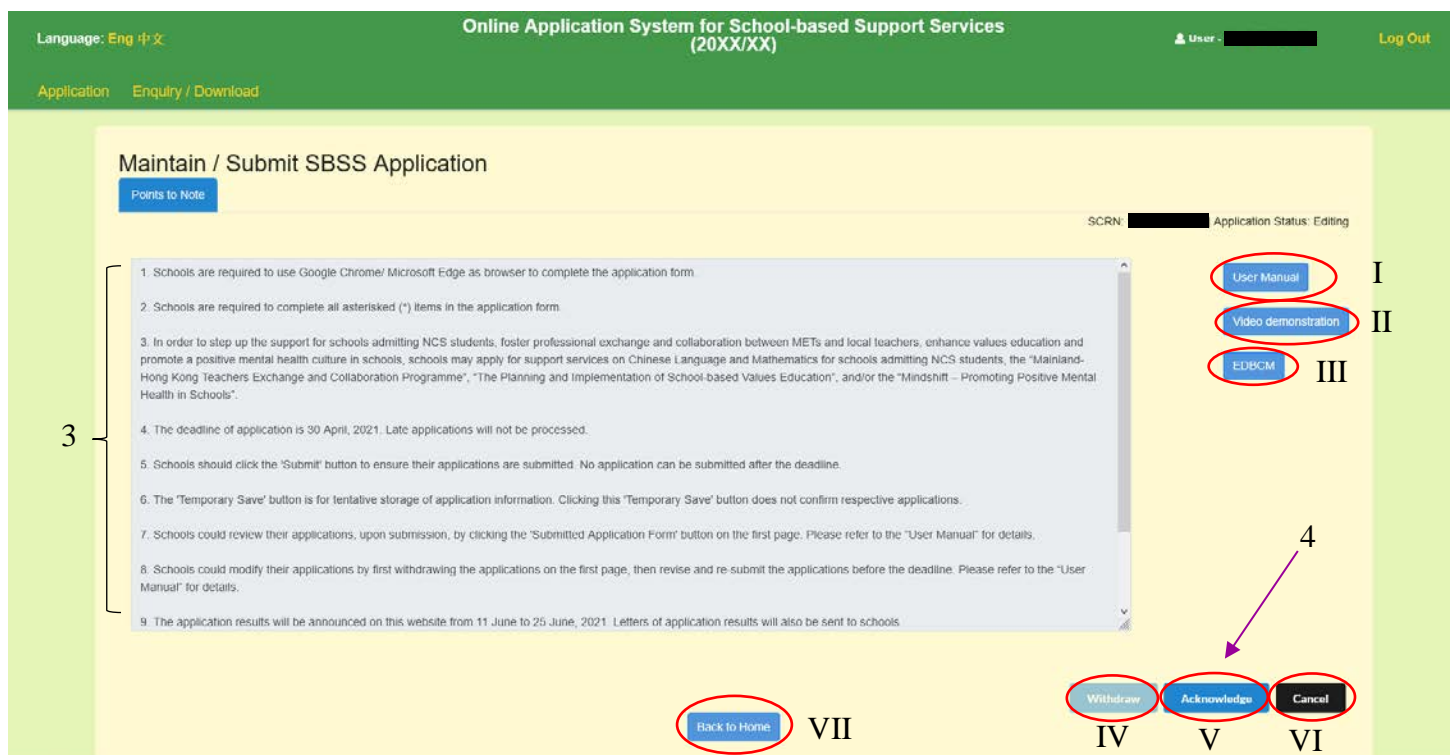 Language: Eng 中文
Online Application System for School-based Support Services
(20XX/XX)
User -
Log Out
Application Enquiry / Download
Maintain / Submit SBSS Application
Points to Note
SCRN: Application Status: Editing
1. Schools are required to use Google Chrome/ Microsoft Edge as browser to complete the application form.
2. Schools are required to complete all asterisked (*) items in the application form.
3. In order to step up the support for schools admitting NCS students, foster professional exchange and collaboration between METs and local teachers, enhance values education and
promote a positive mental health culture in schools, schools may apply for support services on Chinese Language and Mathematics for schools admitting NCS students, the "Mainland-
Hong Kong Teachers Exchange and Collaboration Programme", "The Planning and Implementation of School-based Values Education", and/or the "Mindshift – Promoting Positive Mental
Health in Schools".
4. The deadline of application is 30 April, 2021. Late applications will not be processed.
5. Schools should click the 'Submit' button to ensure their applications are submitted. No application can be submitted after the deadline.
6. The 'Temporary Save' button is for tentative storage of application information. Clicking this 'Temporary Save' button does not confirm respective applications.
7. Schools could review their applications, upon submission, by clicking the 'Submitted Application Form' button on the first page. Please refer to the "User Manual" for details.
8. Schools could modify their applications by first withdrawing the applications on the first page, then revise and re-submit the applications before the deadline. Please refer to the "User
Manual" for details.
9. The application results will be announced on this website from 11 June to 25 June, 2021. Letters of application results will also be sent to schools
3
User Manual I
Video demonstration II
EDBCM III
4
Withdraw Acknowledge Cancel
IV V VI
Back to Home VII